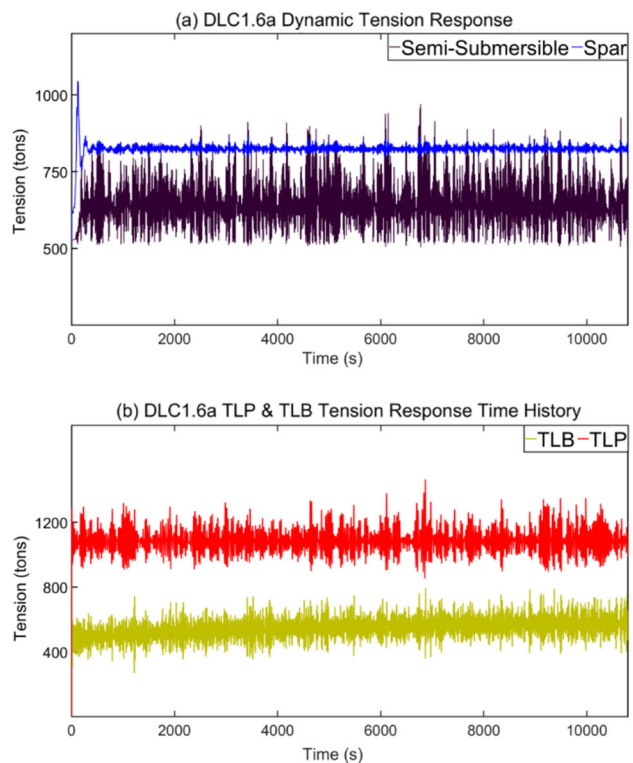 (a) DLC1.6a Dynamic Tension Response
Semi-Submersible Spar
1000
750
500
Tension (tons)
0 2000 4000 6000 8000 10000
Time (s)
(b) DLC1.6a TLP & TLB Tension Response Time History
TLB TLP
1200
800
400
Tension (tons)
0 2000 4000 6000 8000 10000
Time (s)